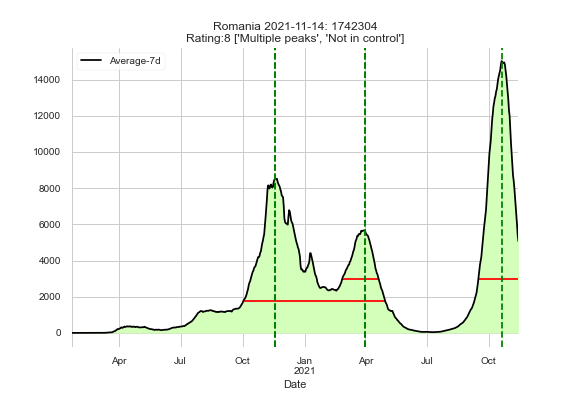 Romania 2021-11-14: 1742304
Rating:8 ['Multiple peaks', 'Not in control']
Average-7d
14000
12000
10000
8000
6000
4000
2000
0
Apr Jul Oct Jan Apr Jul Oct
2021
Date